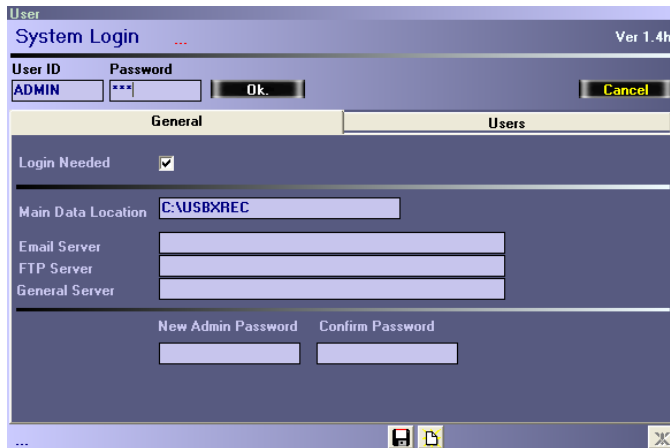 User
System Login ...
Ver 1.4h
User ID Password
ADMIN *** Ok. Cancel
General Users
Login Needed
Main Data Location C:\USBXREC
Email Server
FTP Server
General Server
New Admin Password Confirm Password
...